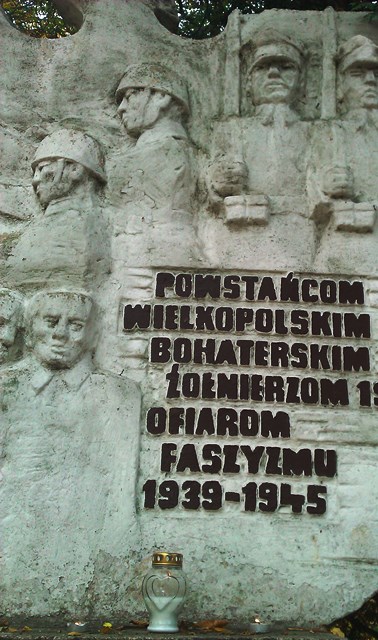 POWSTAŃCOM
WIELKOPOLSKIM
BOHATERSKIM
ŻOŁNIERZOM
OFIAROM
FASZYZMU
1939-1945